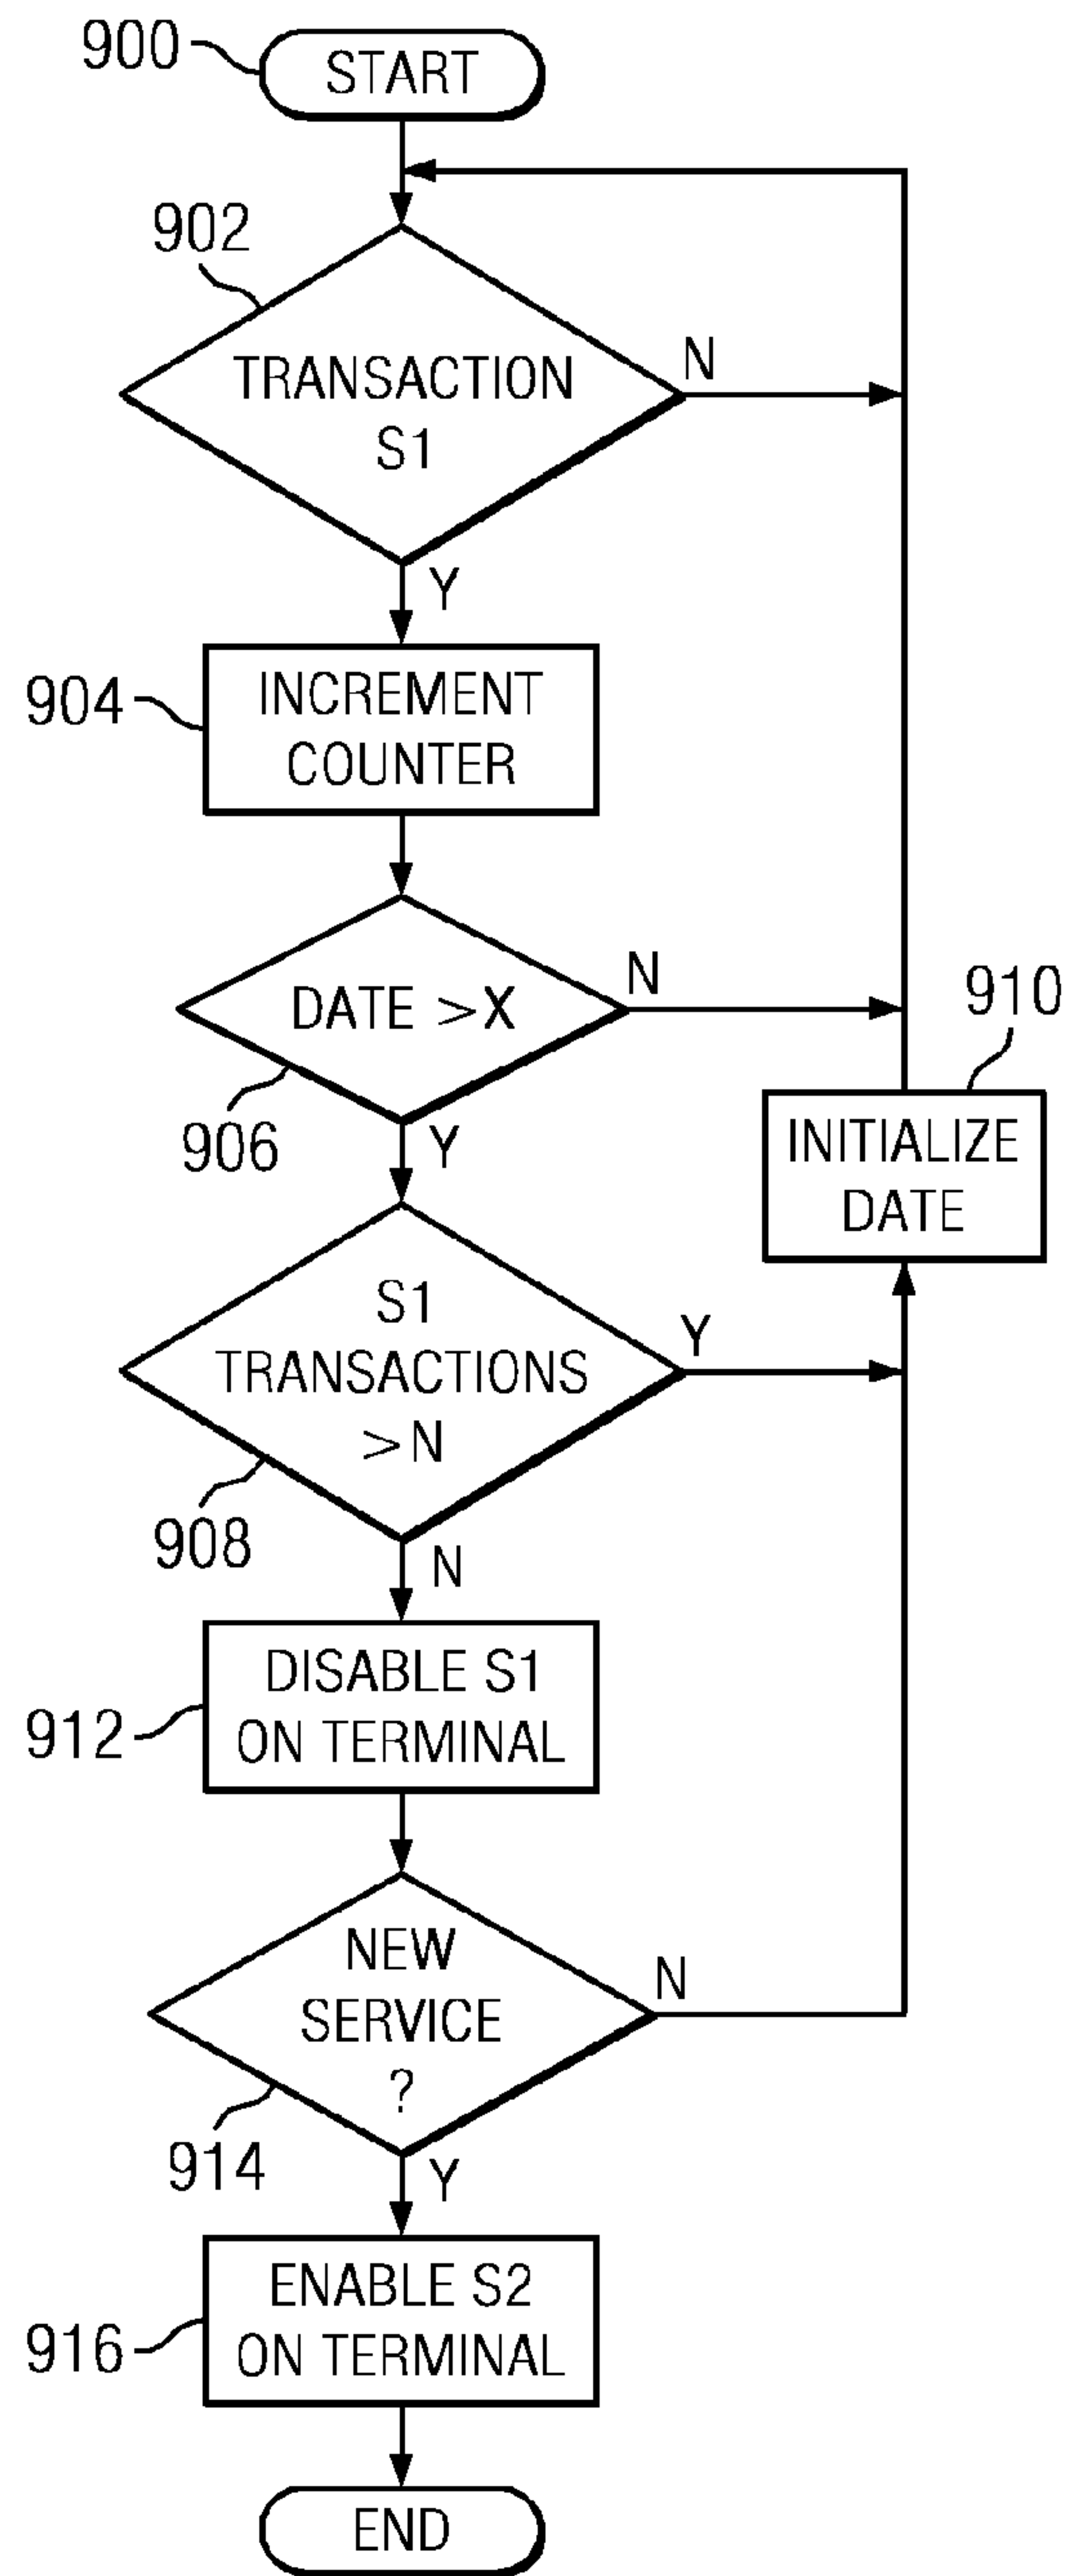 900
START
902
TRANSACTION
S1
N
Y
904
INCREMENT
COUNTER
DATE >X
N
906
Y
910
INITIALIZE
DATE
S1
TRANSACTIONS
>N
Y
908
N
912
DISABLE S1
ON TERMINAL
NEW
SERVICE
?
N
914
Y
916
ENABLE S2
ON TERMINAL
END